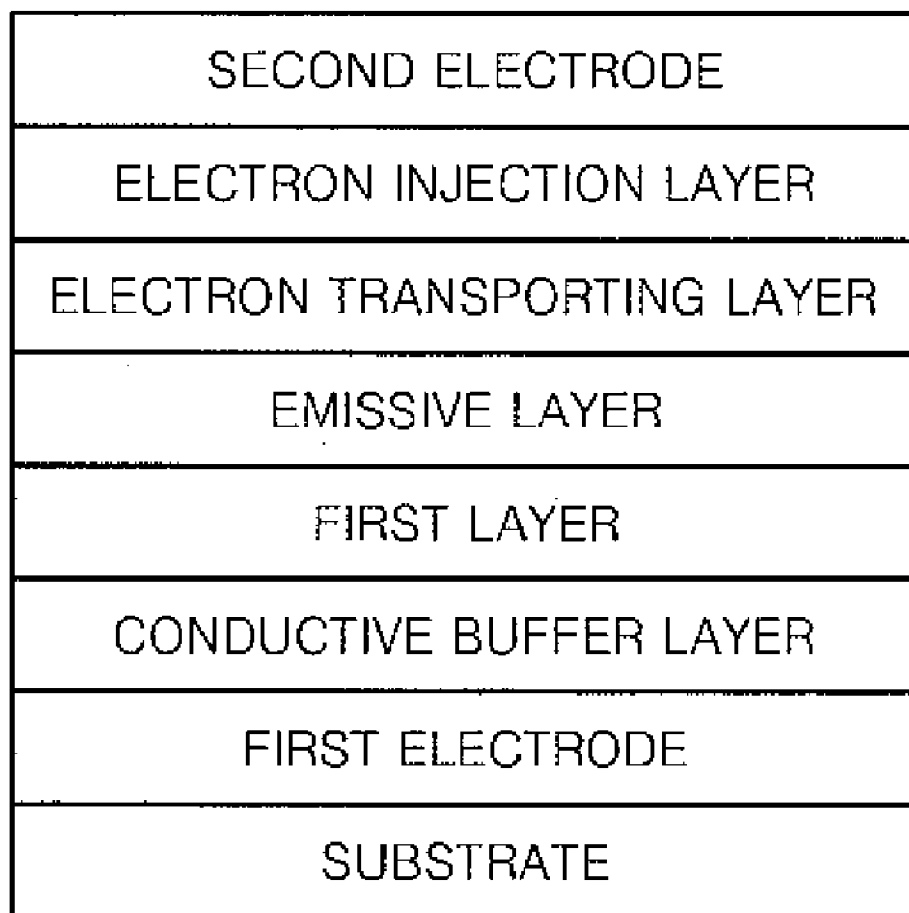 SECOND ELECTRODE
ELECTRON INJECTION LAYER
ELECTRON TRANSPORTING LAYER
EMISSIVE LAYER
FIRST LAYER
CONDUCTIVE BUFFER LAYER
FIRST ELECTRODE
SUBSTRATE